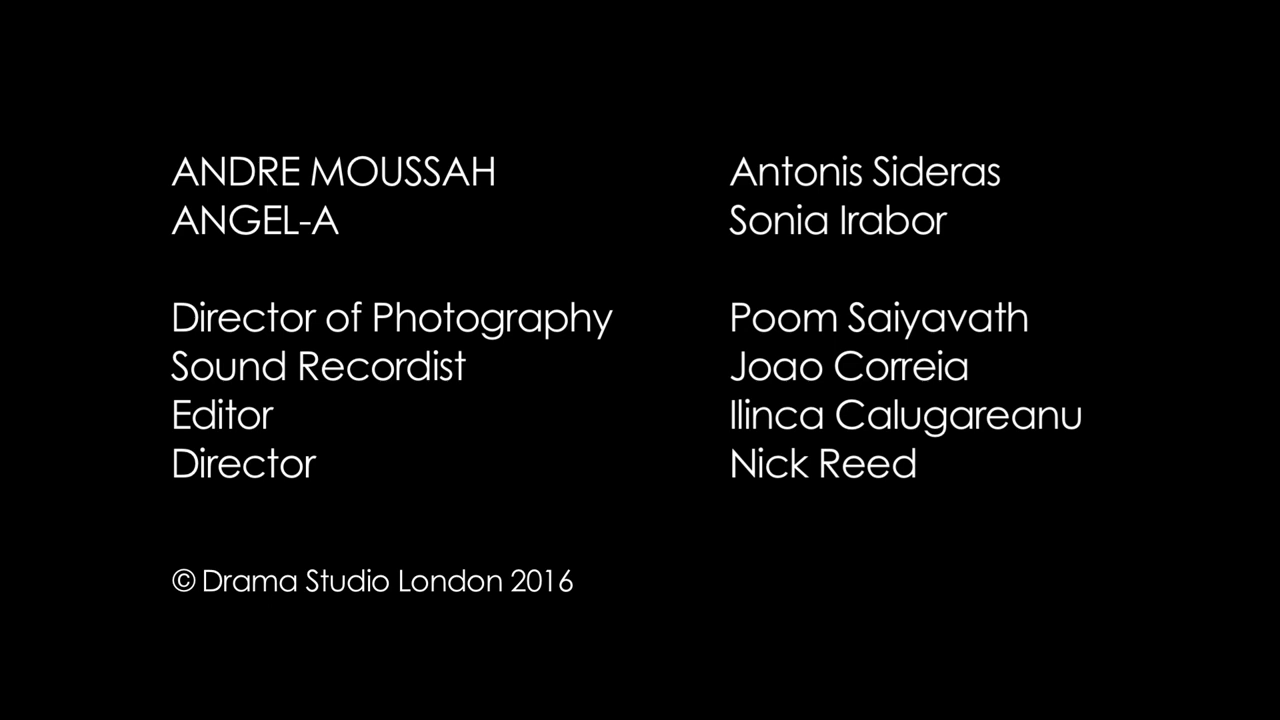 ANDRE MOUSSAH Antonis Sideras
ANGEL-A Sonia Irabor
Director of Photography Poom Saiyavath
Sound Recordist Joao Correia
Editor Ilinca Calugareanu
Director Nick Reed
© Drama Studio London 2016